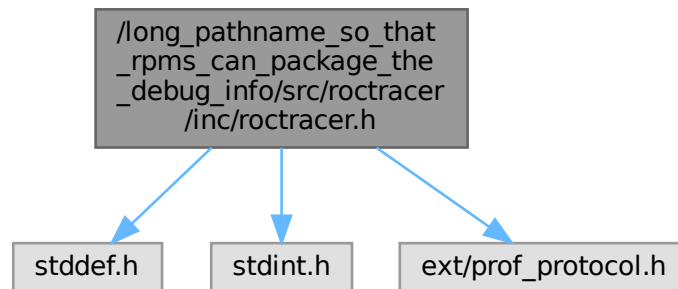 /long_pathname_so_that
_rpms_can_package_the
_debug_info/src/roctracer
/inc/roctracer.h
stddef.h
stdint.h
ext/prof_protocol.h